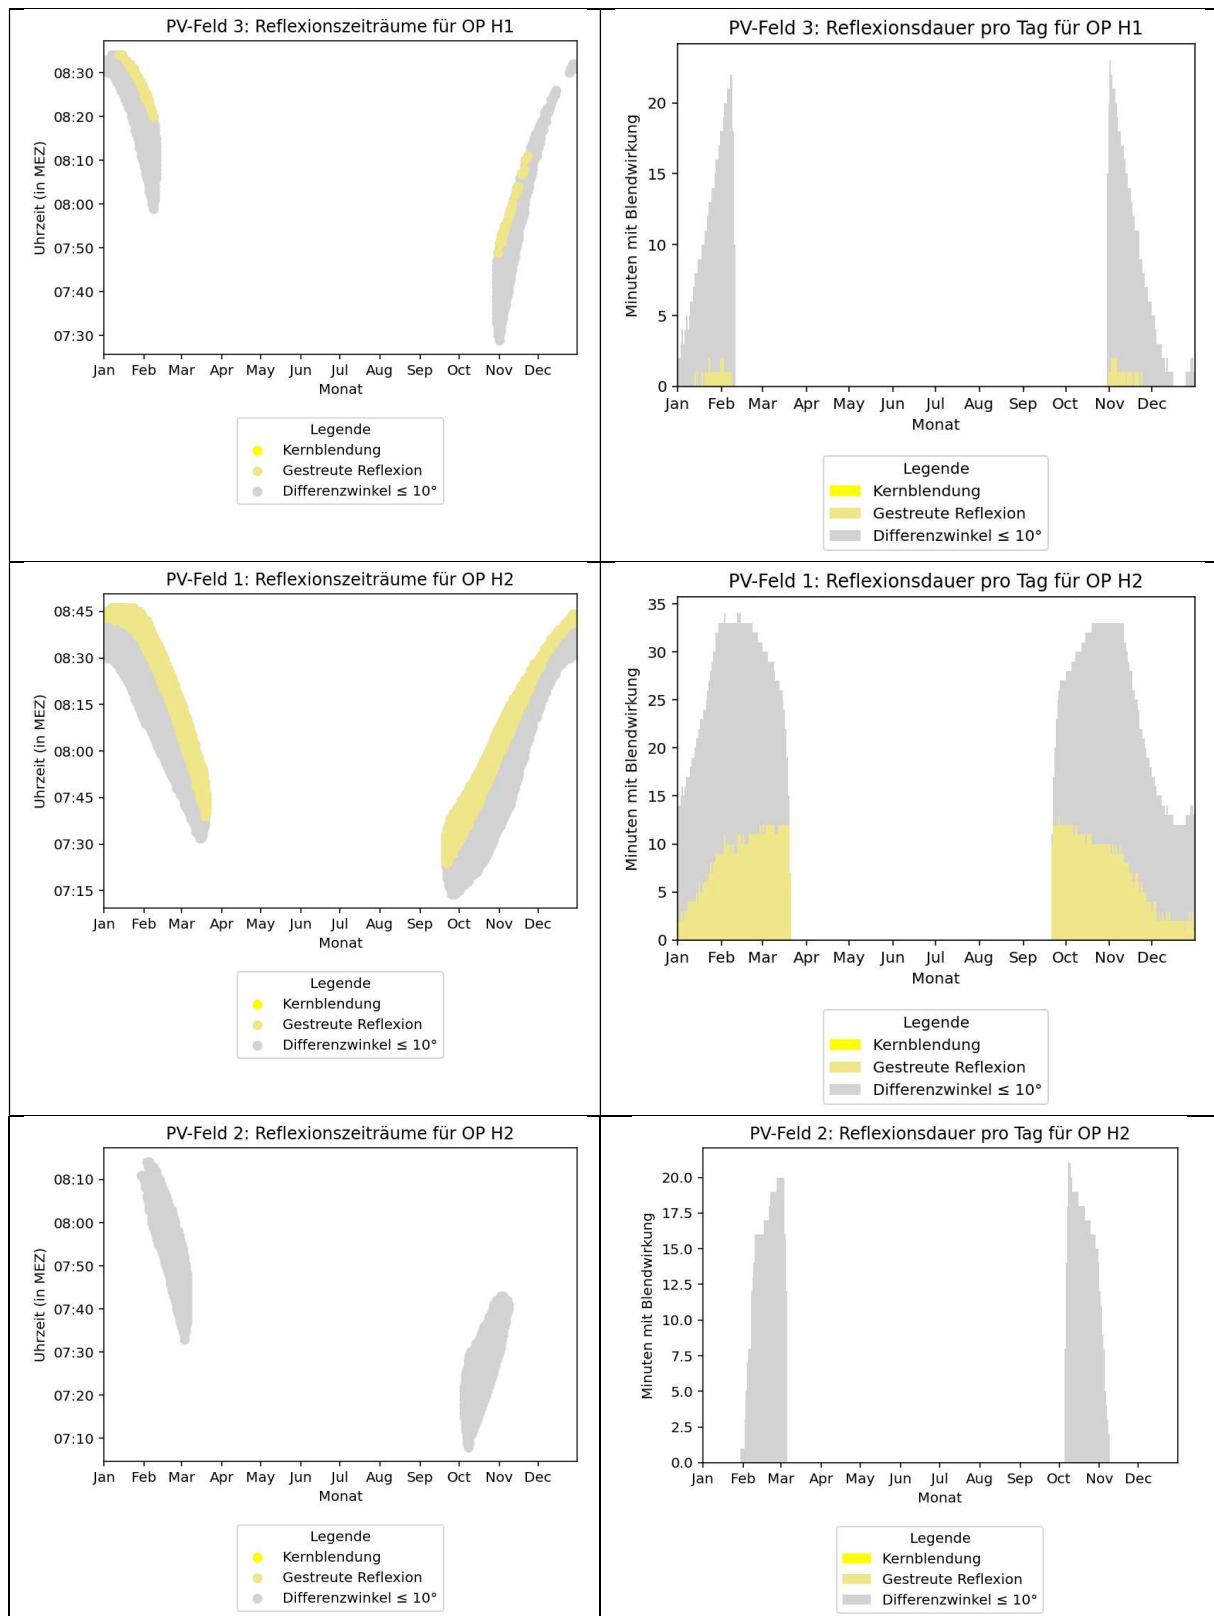 PV-Feld 3: Reflexionszeiträume für OP H1
Uhrzeit (in MEZ)
08:30
08:20
08:10
08:00
07:50
07:40
07:30
Jan Feb Mar Apr May Jun Jul Aug Sep Oct Nov Dec
Monat
Legende
Kernblendung
Gestreute Reflexion
Differenzwinkel ≤ 10°
PV-Feld 3: Reflexionsdauer pro Tag für OP H1
Minuten mit Blendwirkung
20
15
10
5
0
Jan Feb Mar Apr May Jun Jul Aug Sep Oct Nov Dec
Monat
Legende
Kernblendung
Gestreute Reflexion
Differenzwinkel ≤ 10°
PV-Feld 1: Reflexionszeiträume für OP H2
Uhrzeit (in MEZ)
08:45
08:30
08:15
08:00
07:45
07:30
07:15
Jan Feb Mar Apr May Jun Jul Aug Sep Oct Nov Dec
Monat
Legende
Kernblendung
Gestreute Reflexion
Differenzwinkel ≤ 10°
PV-Feld 1: Reflexionsdauer pro Tag für OP H2
Minuten mit Blendwirkung
35
30
25
20
15
10
5
0
Jan Feb Mar Apr May Jun Jul Aug Sep Oct Nov Dec
Monat
Legende
Kernblendung
Gestreute Reflexion
Differenzwinkel ≤ 10°
PV-Feld 2: Reflexionszeiträume für OP H2
Uhrzeit (in MEZ)
08:10
08:00
07:50
07:40
07:30
07:20
07:10
Jan Feb Mar Apr May Jun Jul Aug Sep Oct Nov Dec
Monat
Legende
Kernblendung
Gestreute Reflexion
Differenzwinkel ≤ 10°
PV-Feld 2: Reflexionsdauer pro Tag für OP H2
Minuten mit Blendwirkung
20.0
17.5
15.0
12.5
10.0
7.5
5.0
2.5
0.0
Jan Feb Mar Apr May Jun Jul Aug Sep Oct Nov Dec
Monat
Legende
Kernblendung
Gestreute Reflexion
Differenzwinkel ≤ 10°